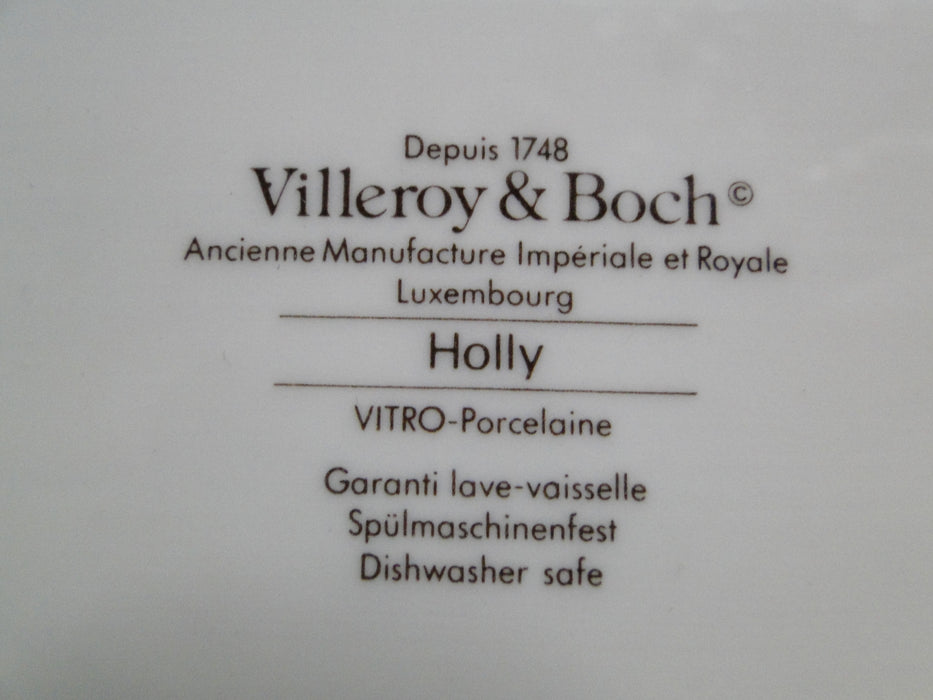 Depuis 1748
Villeroy & Boch©
Ancienne Manufacture Impériale et Royale
Luxembourg
Holly
VITRO-Porcelaine
Garanti lave-vaisselle
Spülmaschinenfest
Dishwasher safe